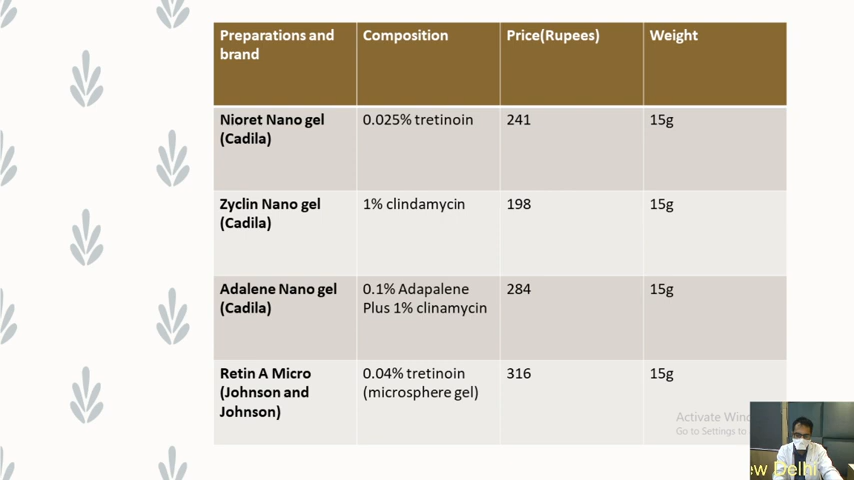 Preparations and
brand
Composition
Price(Rupees)
Weight
Nioret Nano gel
(Cadila)
0.025% tretinoin
241
15g
Zyclin Nano gel
(Cadila)
1% clindamycin
198
15g
Adalene Nano gel
(Cadila)
0.1% Adapalene
Plus 1% clinamycin
284
15g
Retin A Micro
(Johnson and
Johnson)
0.04% tretinoin
(microsphere gel)
316
15g
Activate
Go to Settings to
Delhi